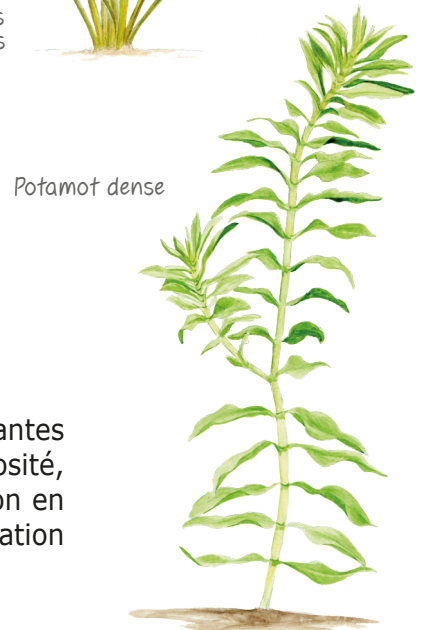 s
s
Potamot dense
antes
osité,
on en
ation